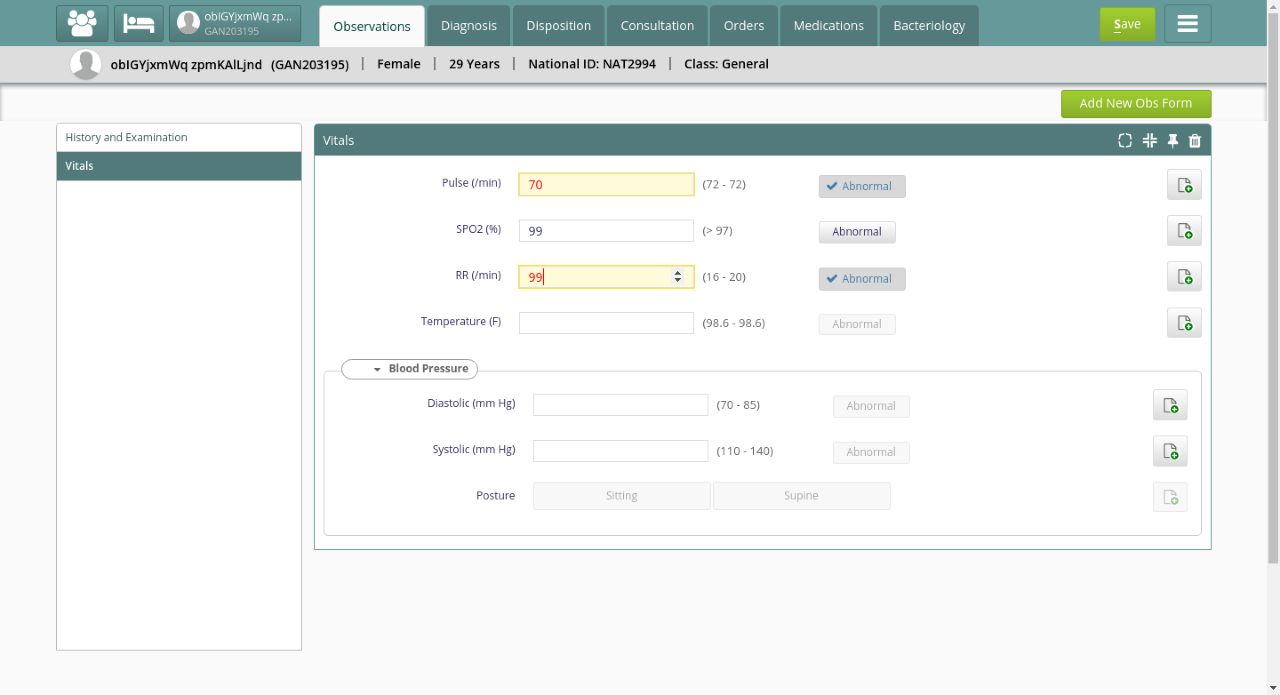 obIGYjxmWq zp...
GAN203195
Observations
Diagnosis
Disposition
Consultation
Orders
Medications
Bacteriology
Save
obIGYjxmWq zpmKAlLjnd (GAN203195) | Female | 29 Years | National ID: NAT2994 | Class: General
Add New Obs Form
History and Examination
Vitals
Vitals
Pulse (/min) 70 (72 - 72) Abnormal
SPO2 (%) 99 (> 97) Abnormal
RR (/min) 99 (16 - 20) Abnormal
Temperature (F) (98.6 - 98.6) Abnormal
Blood Pressure
Diastolic (mm Hg) (70 - 85) Abnormal
Systolic (mm Hg) (110 - 140) Abnormal
Posture Sitting Supine